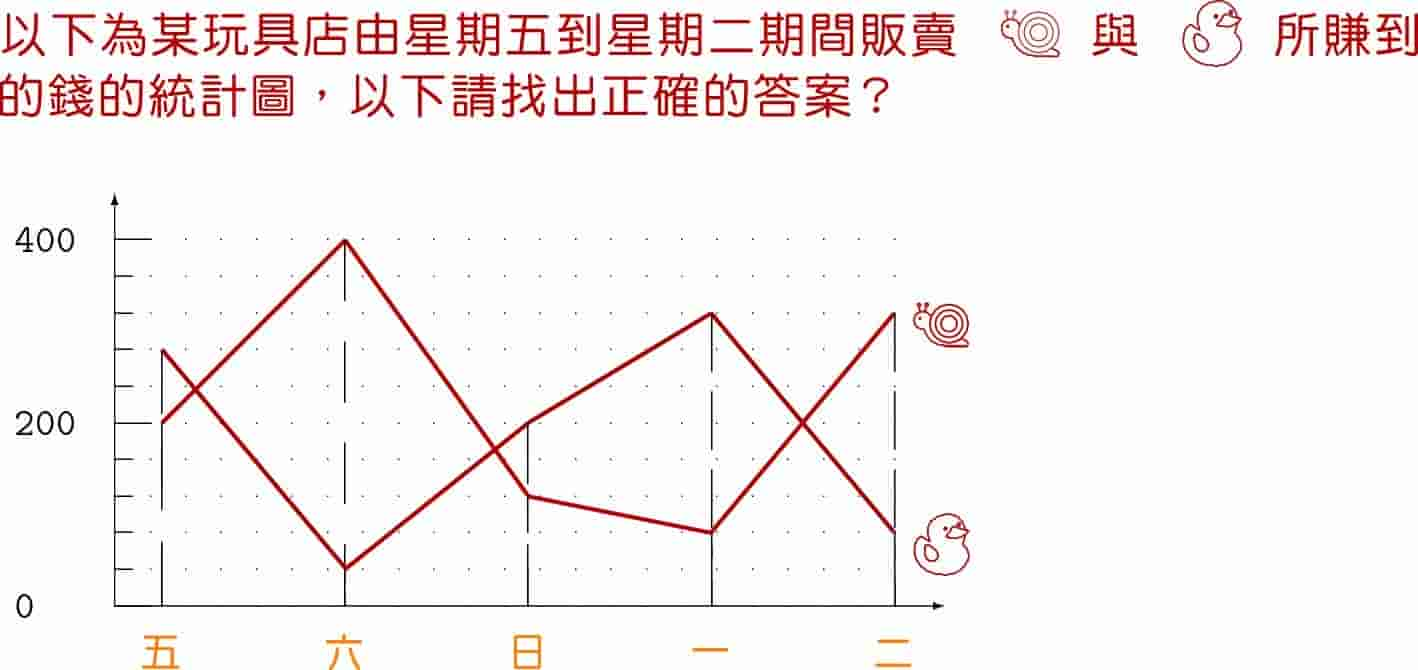 以下為某玩具店由星期五到星期二期間販賣 與 所賺到
的錢的統計圖，以下請找出正確的答案？
400
200
0
五 六 日 一 二